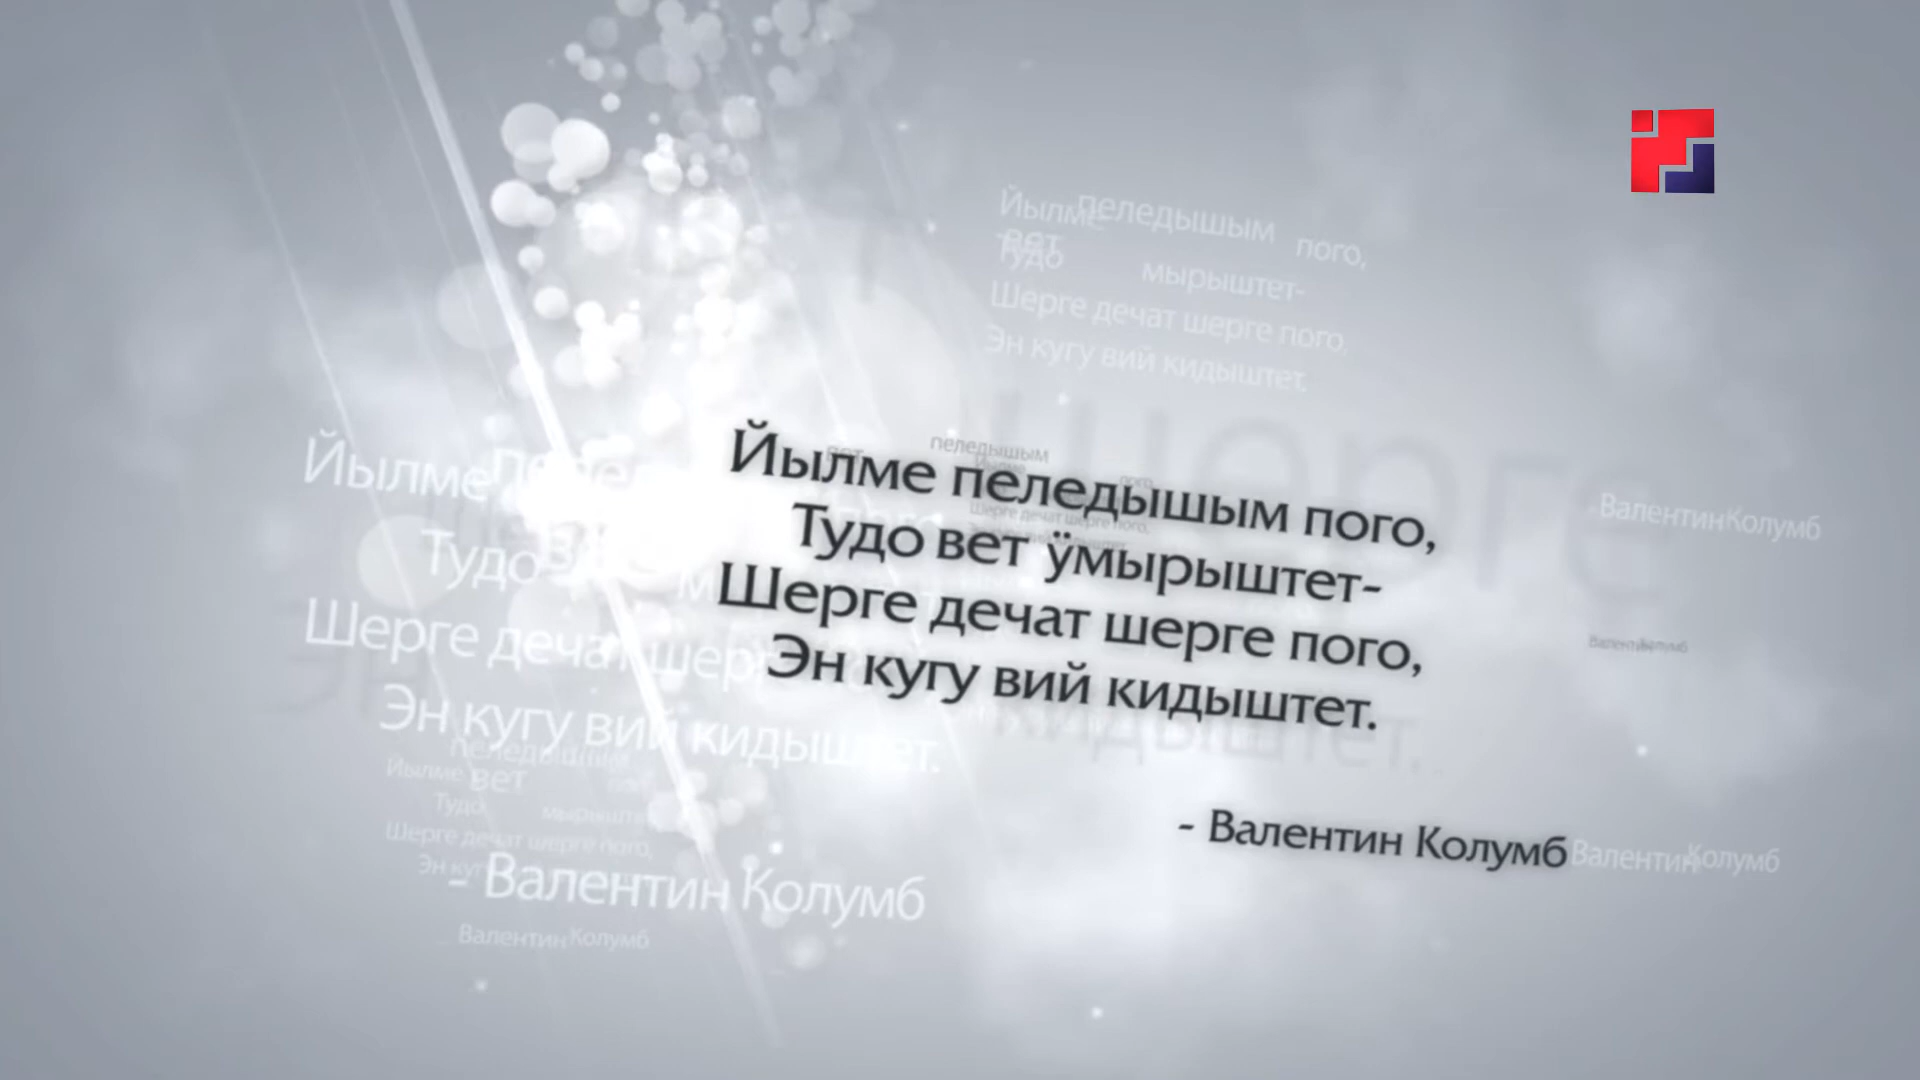 Йылме пеледышым пого,
Тудо вет ӱмырыштет-
Шерге дечат шерге пого,
Эн кугу вий кидыштет.
- Валентин Колумб